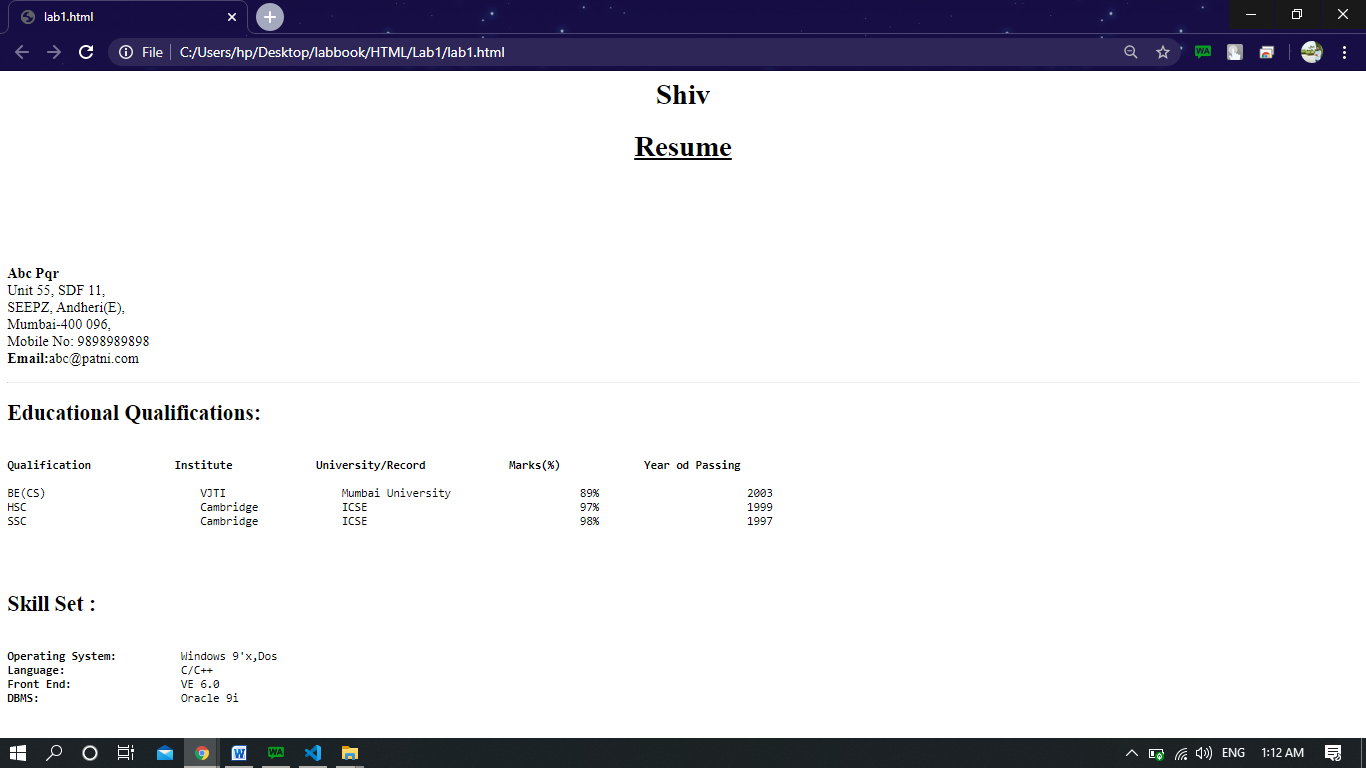 lab1.html
File C:/Users/hp/Desktop/labbook/HTML/Lab1/lab1.html
WA
Shiv
Resume
Abc Pqr
Unit 55, SDF 11,
SEEPZ, Andheri(E),
Mumbai-400 096,
Mobile No: 9898989898
Email:abc@patni.com
Educational Qualifications:
Qualification Institute University/Record Marks(%) Year od Passing
BE(CS) VJTI Mumbai University 89% 2003
HSC Cambridge ICSE 97% 1999
SSC Cambridge ICSE 98% 1997
Skill Set :
Operating System: Windows 9'x,Dos
Language: C/C++
Front End: VE 6.0
DBMS: Oracle 9i
W WA ENG 1:12 AM